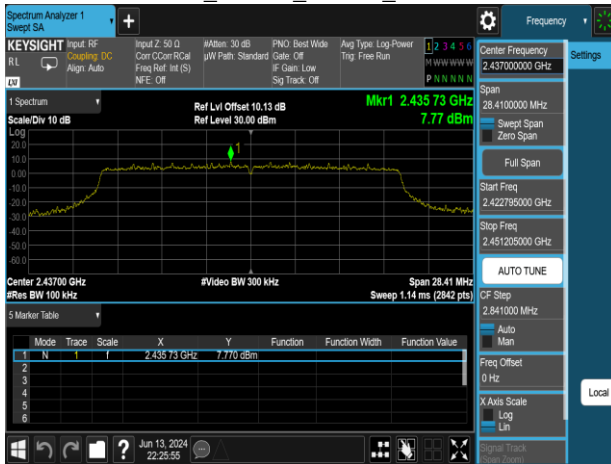 Spectrum Analyzer 1
Swept SA
+
Frequency
KEYSIGHT
RL
LXI
Input: RF
Coupling: DC
Align: Auto
Input Z: 50 Ω
Corr CCorr RCal
Freq Ref: Int (S)
NFE: Off
#Atten: 30 dB
µW Path: Standard
PNO: Best Wide
Gate: Off
IF Gain: Low
Sig Track: Off
Avg Type: Log-Power
Trig: Free Run
1 2 3 4 5 6
M W W W W W
P N N N N N
Center Frequency
2.437000000 GHz
Settings
Span
28.4100000 MHz
Swept Span
Zero Span
Full Span
Start Freq
2.422795000 GHz
Stop Freq
2.451205000 GHz
AUTO TUNE
CF Step
2.841000 MHz
Auto
Man
Freq Offset
0 Hz
X Axis Scale
Log
Lin
Signal Track
(Span Zoom)
Local
1 Spectrum
Scale/Div 10 dB
Log
Ref Lvl Offset 10.13 dB
Ref Level 30.00 dBm
Mkr1 2.435 73 GHz
7.77 dBm
1
20.0
10.0
0.00
-10.0
-20.0
-30.0
-40.0
-50.0
-60.0
Center 2.43700 GHz
#Res BW 100 kHz
#Video BW 300 kHz
Span 28.41 MHz
Sweep 1.14 ms (2842 pts)
5 Marker Table
Mode Trace Scale X Y Function Function Width Function Value
1 N 1 f 2.435 73 GHz 7.770 dBm
2
3
4
5
6
?
Jun 13, 2024
22:25:55